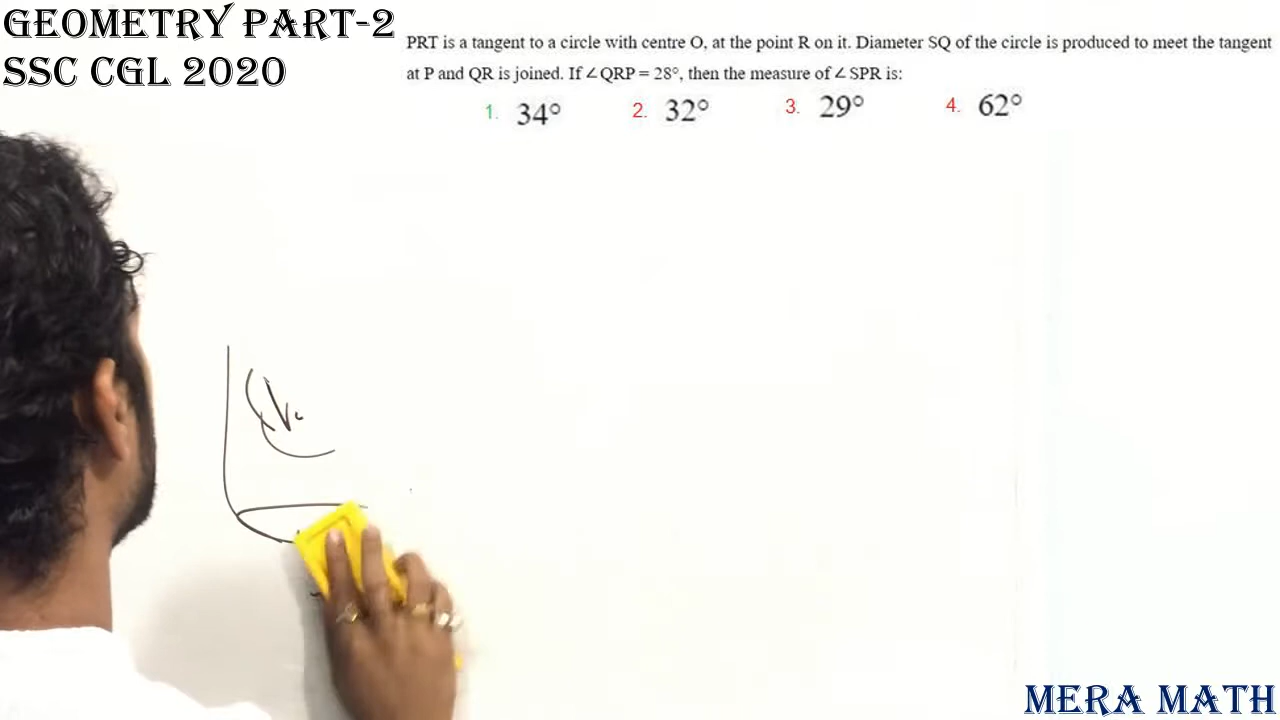 GEOMETRY PART-2
SSC CGL 2020
PRT is a tangent to a circle with centre O, at the point R on it. Diameter SQ of the circle is produced to meet the tangent
at P and QR is joined. If ∠QRP = 28°, then the measure of ∠SPR is:
1. 34° 2. 32° 3. 29° 4. 62°
MERA MATH